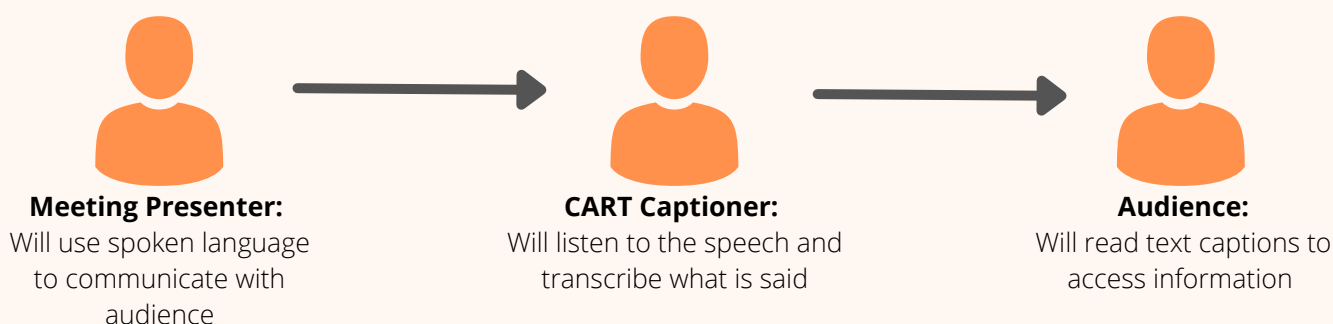 Meeting Presenter:
Will use spoken language
to communicate with
audience
CART Captioner:
Will listen to the speech and
transcribe what is said
Audience:
Will read text captions to
access information